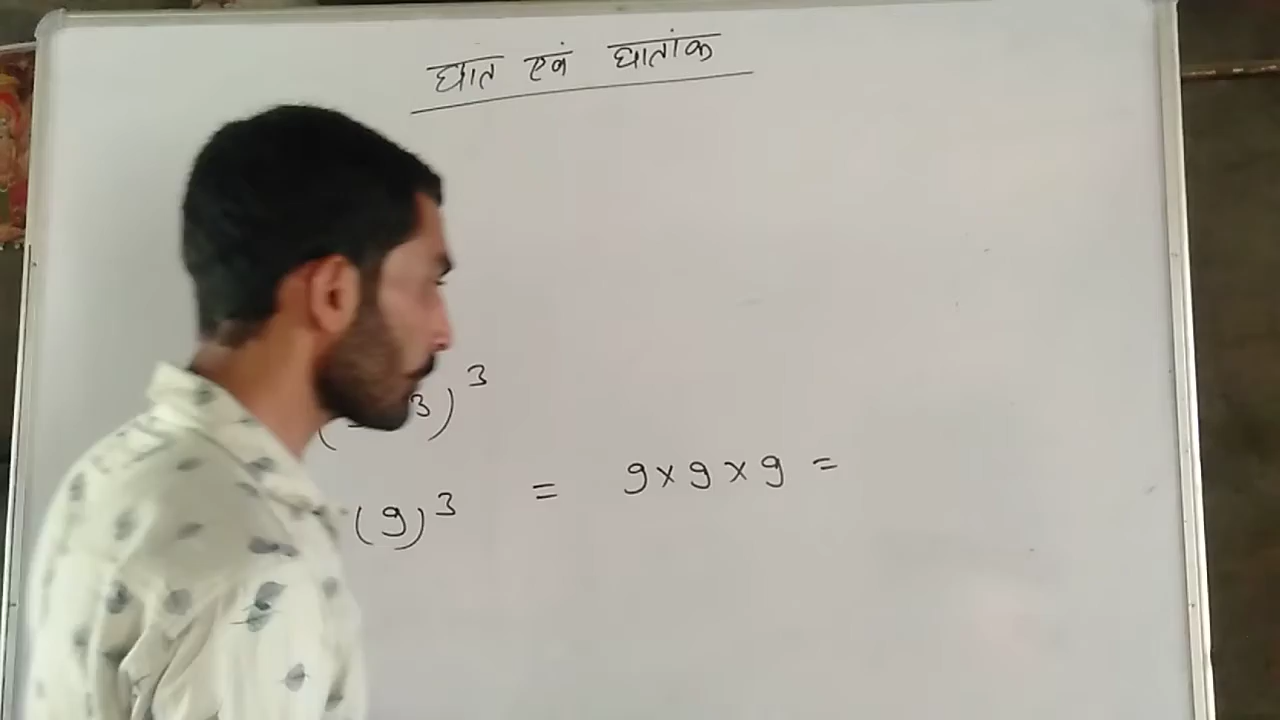 घात एवं घातांक
3)³
(9)³ = 9×9×9 =